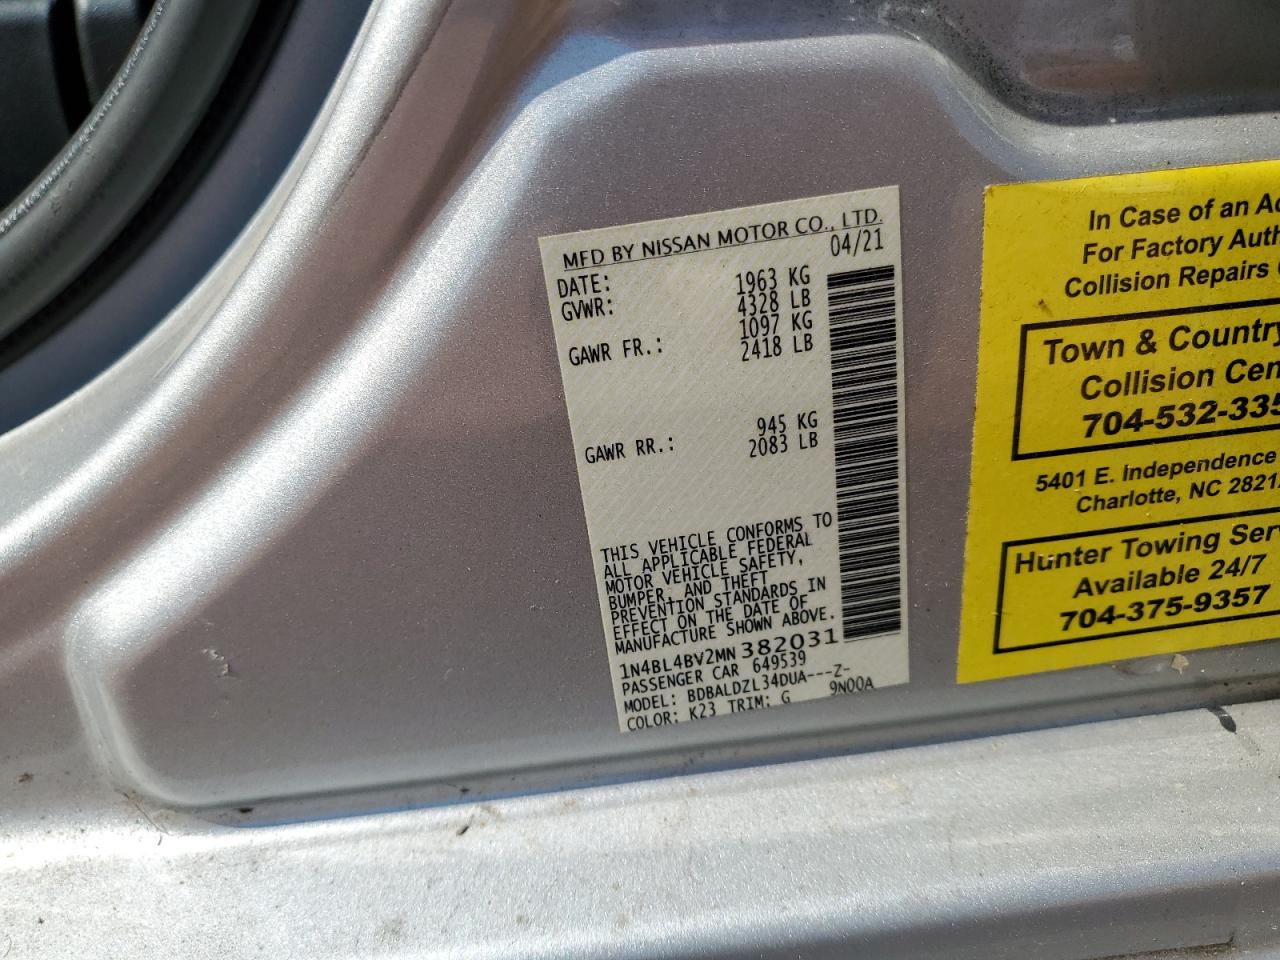 MFD BY NISSAN MOTOR CO., LTD.
DATE: 04/21
GVWR: 1963 KG
4328 LB
GAWR FR.: 1097 KG
2418 LB
GAWR RR.: 945 KG
2083 LB
THIS VEHICLE CONFORMS TO
ALL APPLICABLE FEDERAL
MOTOR VEHICLE SAFETY,
BUMPER, AND THEFT
PREVENTION STANDARDS IN
EFFECT ON THE DATE OF
MANUFACTURE SHOWN ABOVE.
1N4BL4BV2MN382031
PASSENGER CAR 649539
MODEL: BDBALDZL34DUA---Z-
COLOR: K23 TRIM: G 9N00A
In Case of an
For Factory
Collision Repairs
Town & Country
Collision
704-532-335
5401 E. Independence
Charlotte, NC 2821
Hunter Towing
Available 24/7
704-375-9357